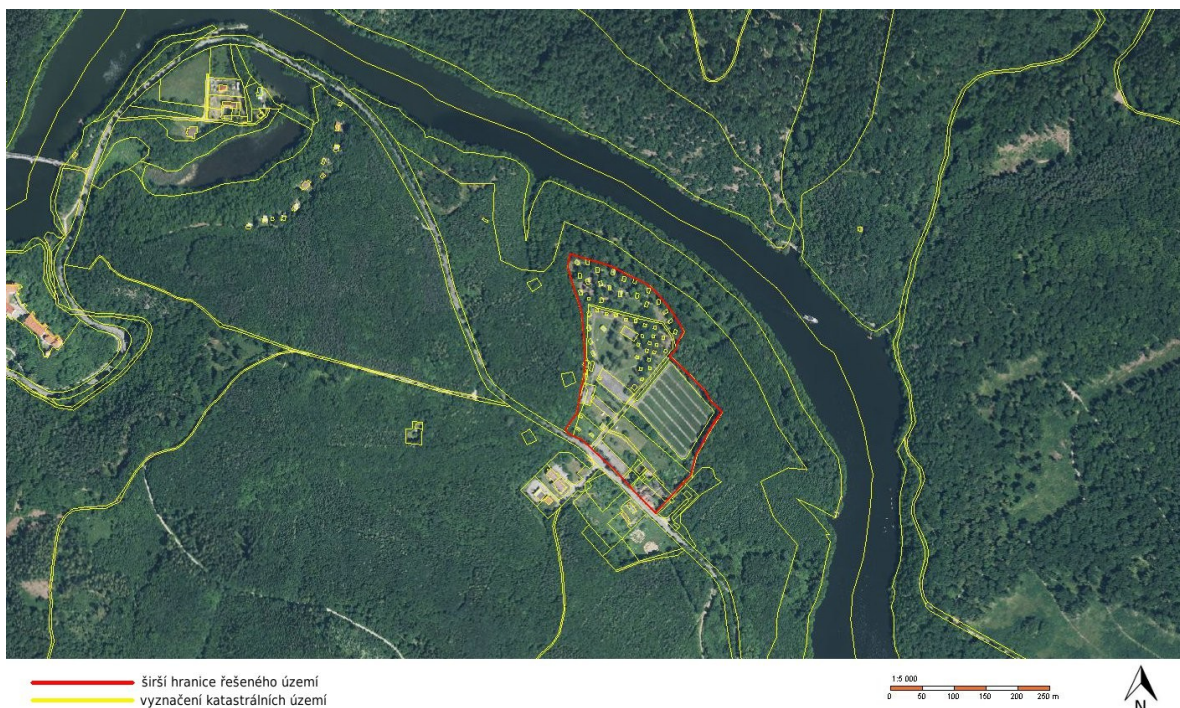 širší hranice řešeného území
vyznačení katastrálních území
1:5 000
0 50 100 150 200 250 m
N